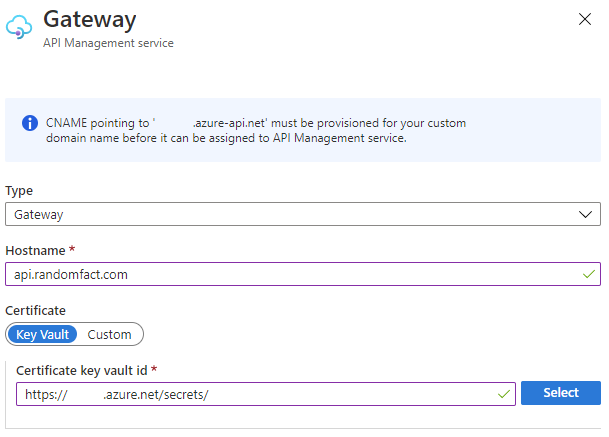 Gateway
API Management service
CNAME pointing to ' .azure-api.net' must be provisioned for your custom
domain name before it can be assigned to API Management service.
Type
Gateway
Hostname *
api.randomfact.com
Certificate
Key Vault Custom
Certificate key vault id *
https:// .azure.net/secrets/
Select